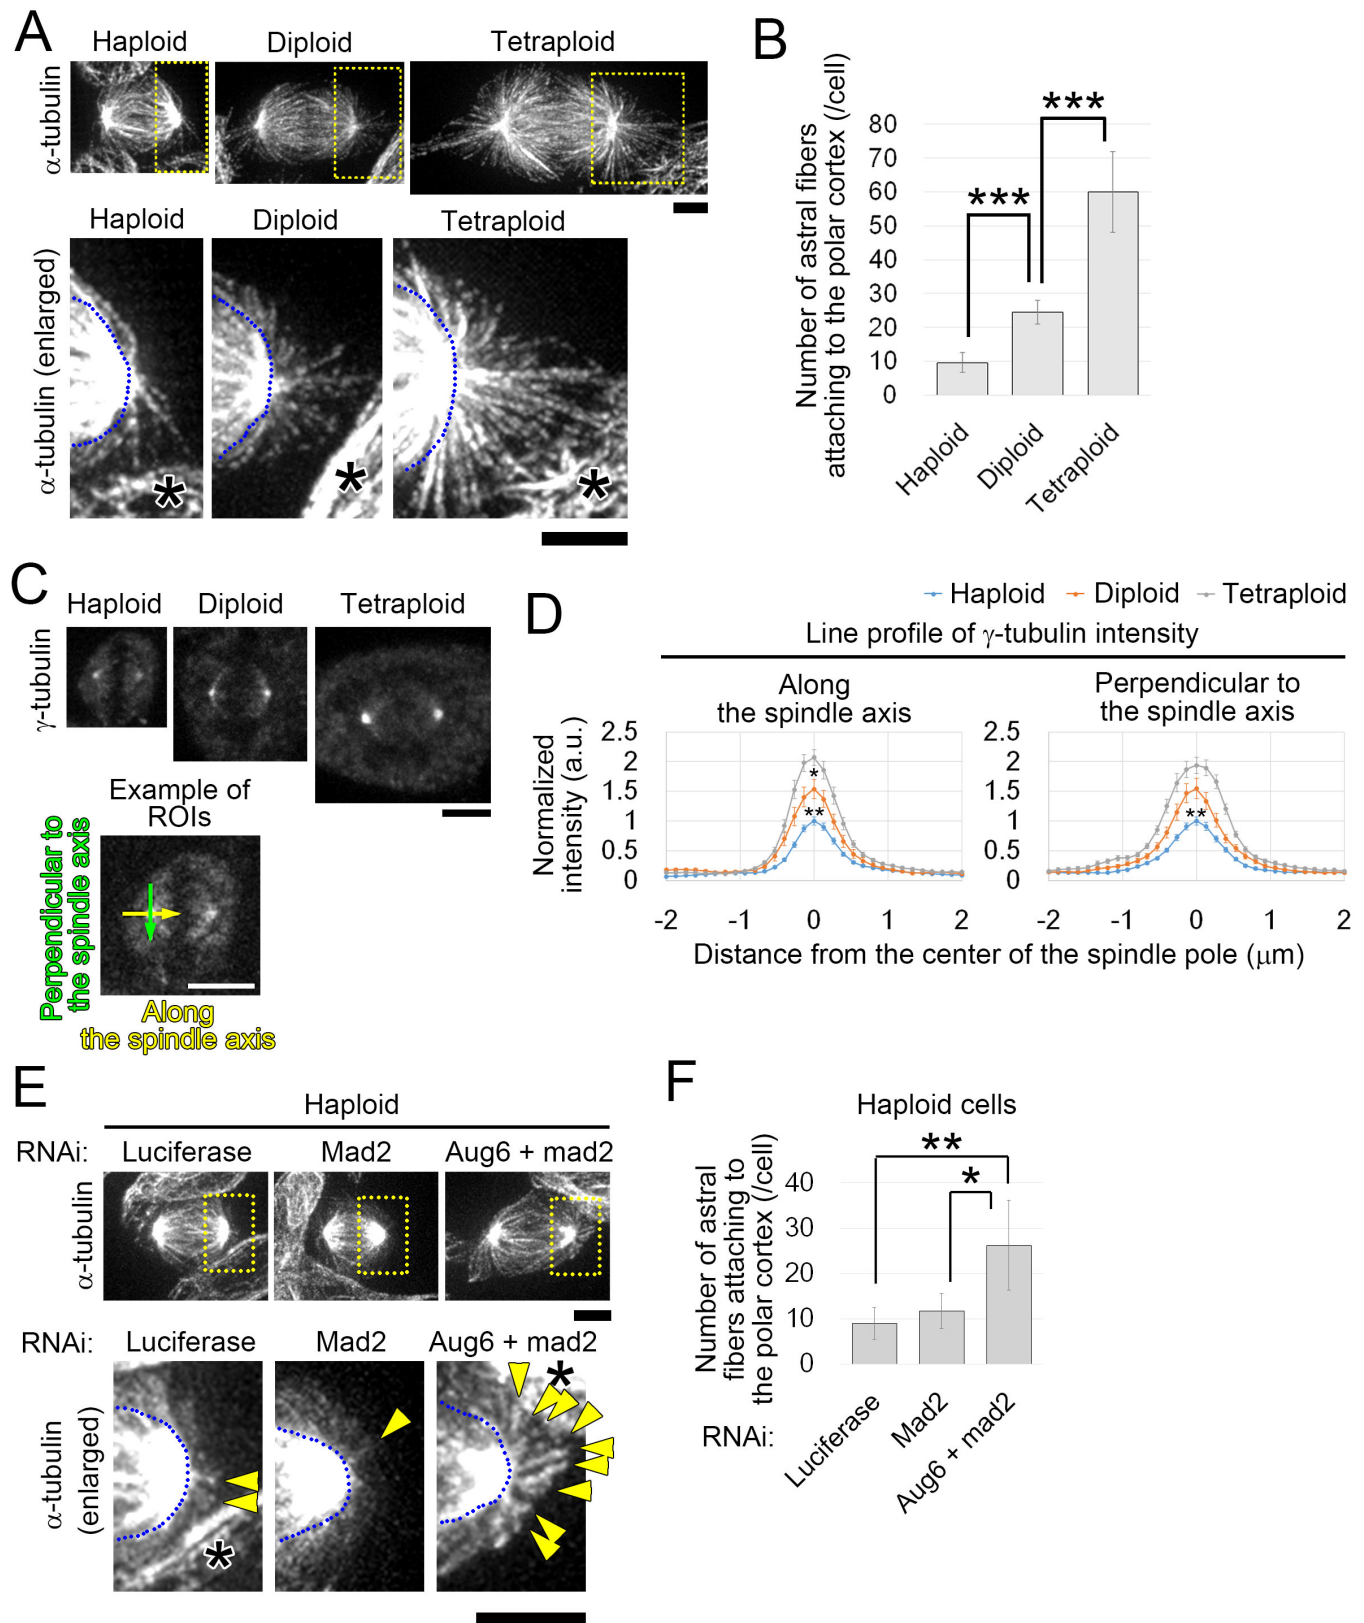 A
Haploid
Diploid
Tetraploid
α-tubulin
Haploid
Diploid
Tetraploid
α-tubulin (enlarged)
*
*
*
B
Number of astral fibers
attaching to the polar cortex (/cell)
80
70
60
50
40
30
20
10
0
***
***
Haploid
Diploid
Tetraploid
C
Haploid
Diploid
Tetraploid
γ-tubulin
Example of
ROIs
Perpendicular to
the spindle axis
Along
the spindle axis
D
Haploid
Diploid
Tetraploid
Line profile of γ-tubulin intensity
Along
the spindle axis
Perpendicular to
the spindle axis
Normalized
intensity (a.u.)
2.5
2
1.5
1
0.5
0
*
**
-2
-1
0
1
2
2.5
2
1.5
1
0.5
0
**
-2
-1
0
1
2
Distance from the center of the spindle pole (μm)
E
Haploid
RNAi:
Luciferase
Mad2
Aug6 + mad2
α-tubulin
RNAi:
Luciferase
Mad2
Aug6 + mad2
α-tubulin
(enlarged)
*
*
F
Haploid cells
Number of astral
fibers attaching to
the polar cortex (/cell)
40
30
20
10
0
**
*
RNAi:
Luciferase
Mad2
Aug6 + mad2